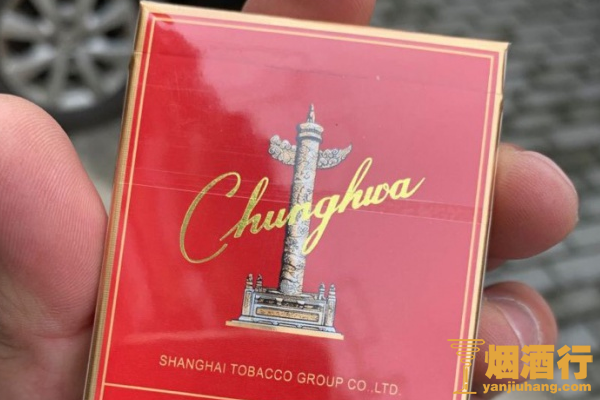 Chunghwa
SHANGHAI TOBACCO GROUP CO.,LTD.
烟酒行
yanjiuhang.com